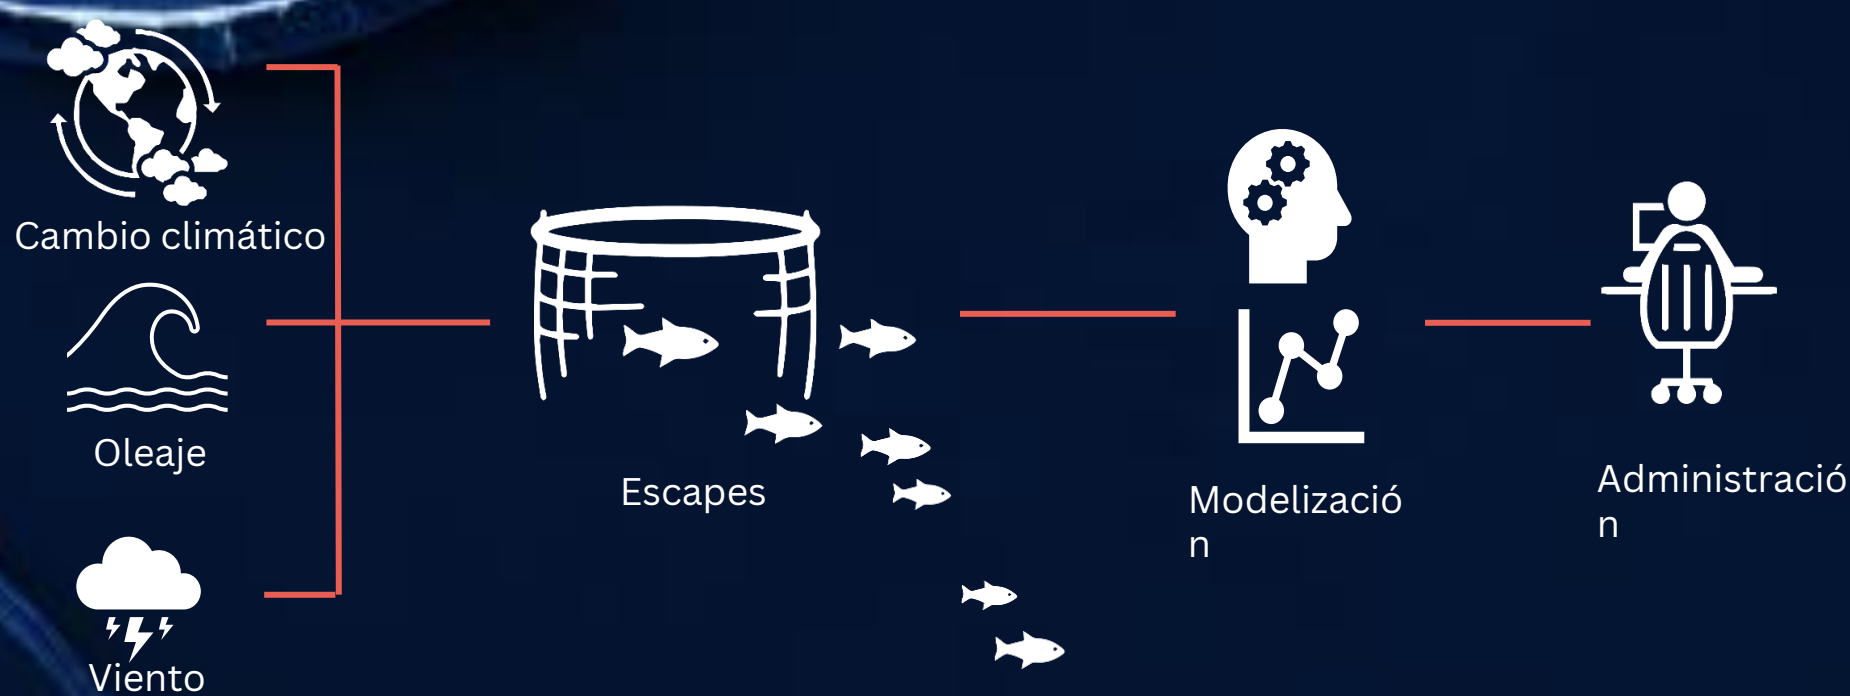 Cambio climático
Oleaje
Viento
Escapes
Modelizació
n
Administració
n